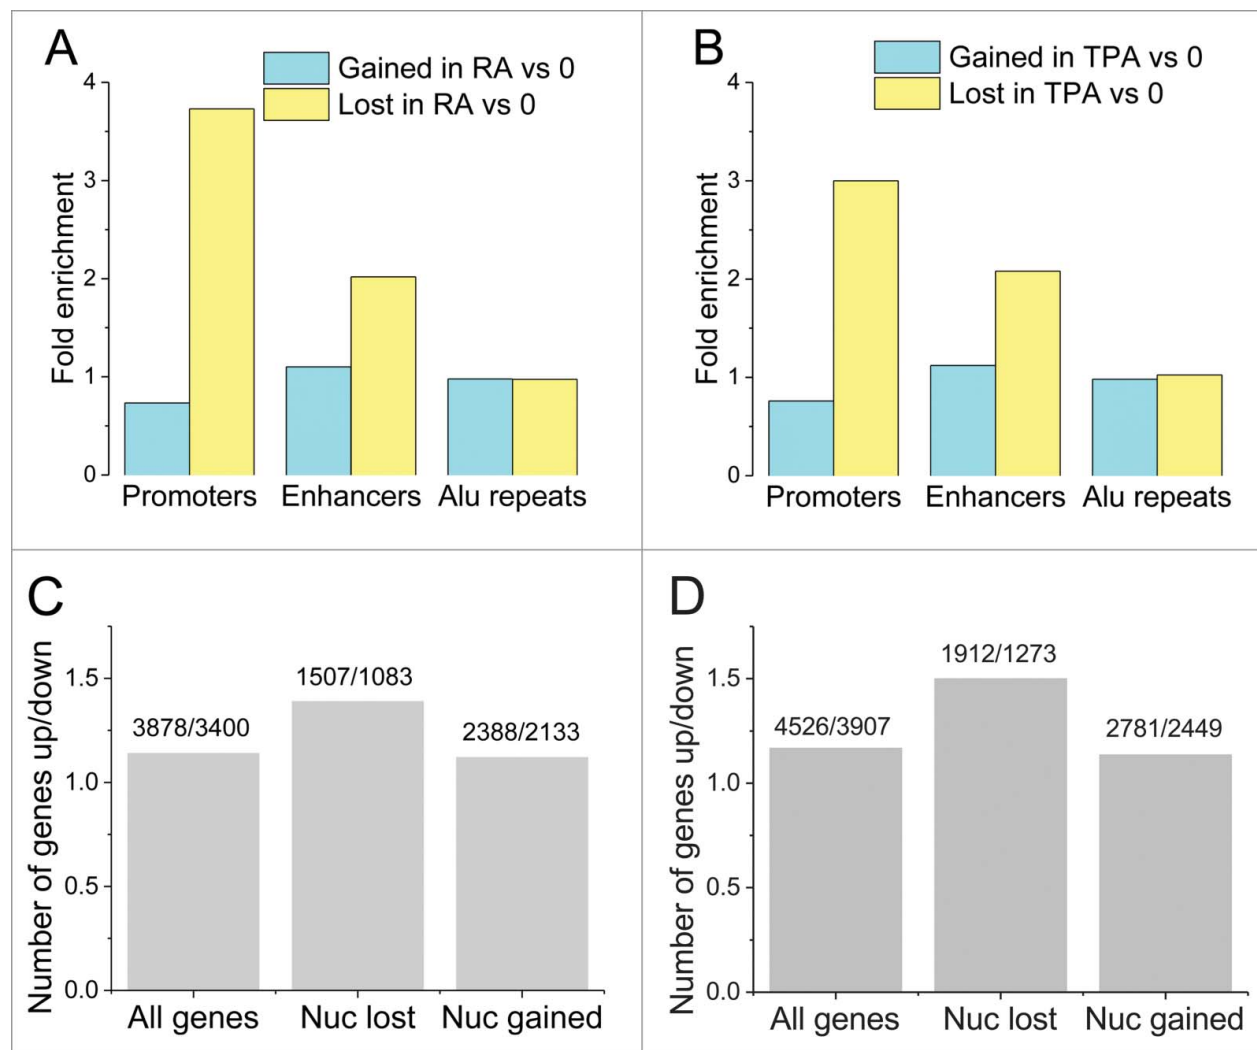 A
Gained in RA vs 0
Lost in RA vs 0
Fold enrichment
4
3
2
1
0
Promoters
Enhancers
Alu repeats
B
Gained in TPA vs 0
Lost in TPA vs 0
Fold enrichment
4
3
2
1
0
Promoters
Enhancers
Alu repeats
C
Number of genes up/down
1.5
1.0
0.5
0.0
3878/3400
1507/1083
2388/2133
All genes
Nuc lost
Nuc gained
D
Number of genes up/down
1.5
1.0
0.5
0.0
4526/3907
1912/1273
2781/2449
All genes
Nuc lost
Nuc gained